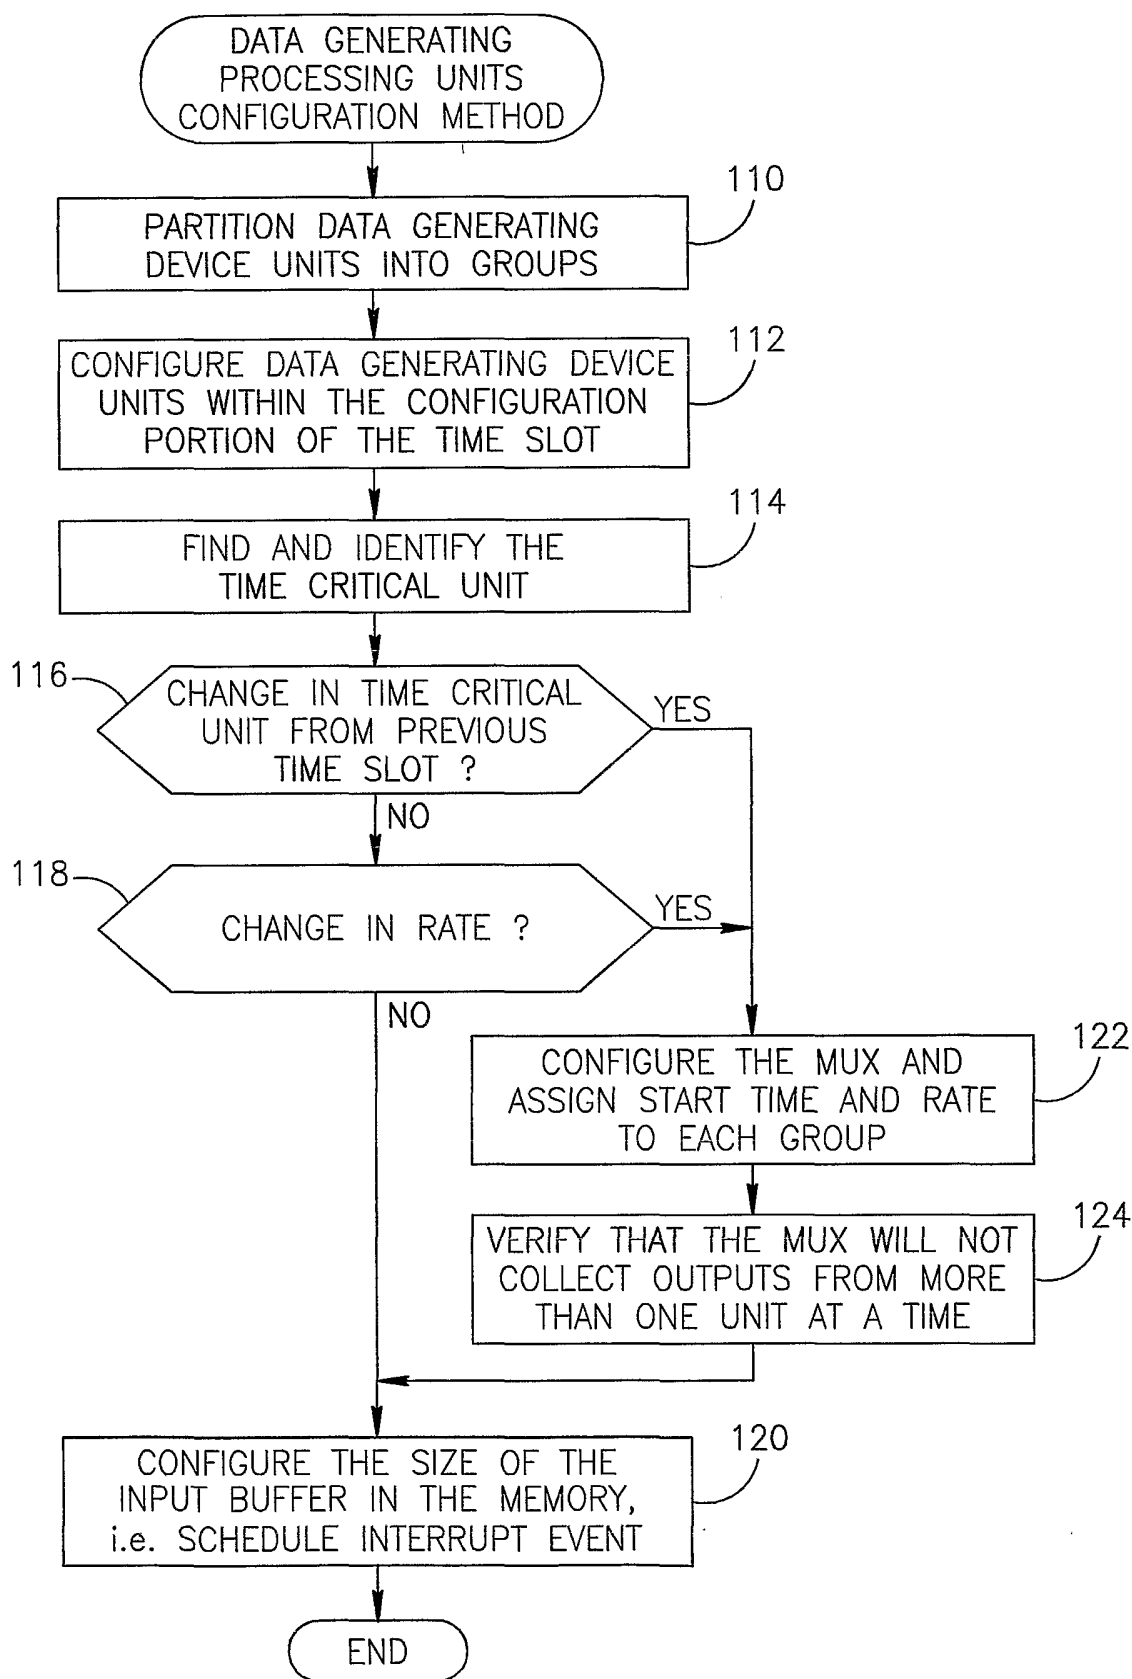 DATA GENERATING
PROCESSING UNITS
CONFIGURATION METHOD
110
PARTITION DATA GENERATING
DEVICE UNITS INTO GROUPS
112
CONFIGURE DATA GENERATING DEVICE
UNITS WITHIN THE CONFIGURATION
PORTION OF THE TIME SLOT
114
FIND AND IDENTIFY THE
TIME CRITICAL UNIT
116
CHANGE IN TIME CRITICAL
UNIT FROM PREVIOUS
TIME SLOT ?
YES
NO
118
CHANGE IN RATE ?
YES
NO
122
CONFIGURE THE MUX AND
ASSIGN START TIME AND RATE
TO EACH GROUP
124
VERIFY THAT THE MUX WILL NOT
COLLECT OUTPUTS FROM MORE
THAN ONE UNIT AT A TIME
120
CONFIGURE THE SIZE OF THE
INPUT BUFFER IN THE MEMORY,
i.e. SCHEDULE INTERRUPT EVENT
END